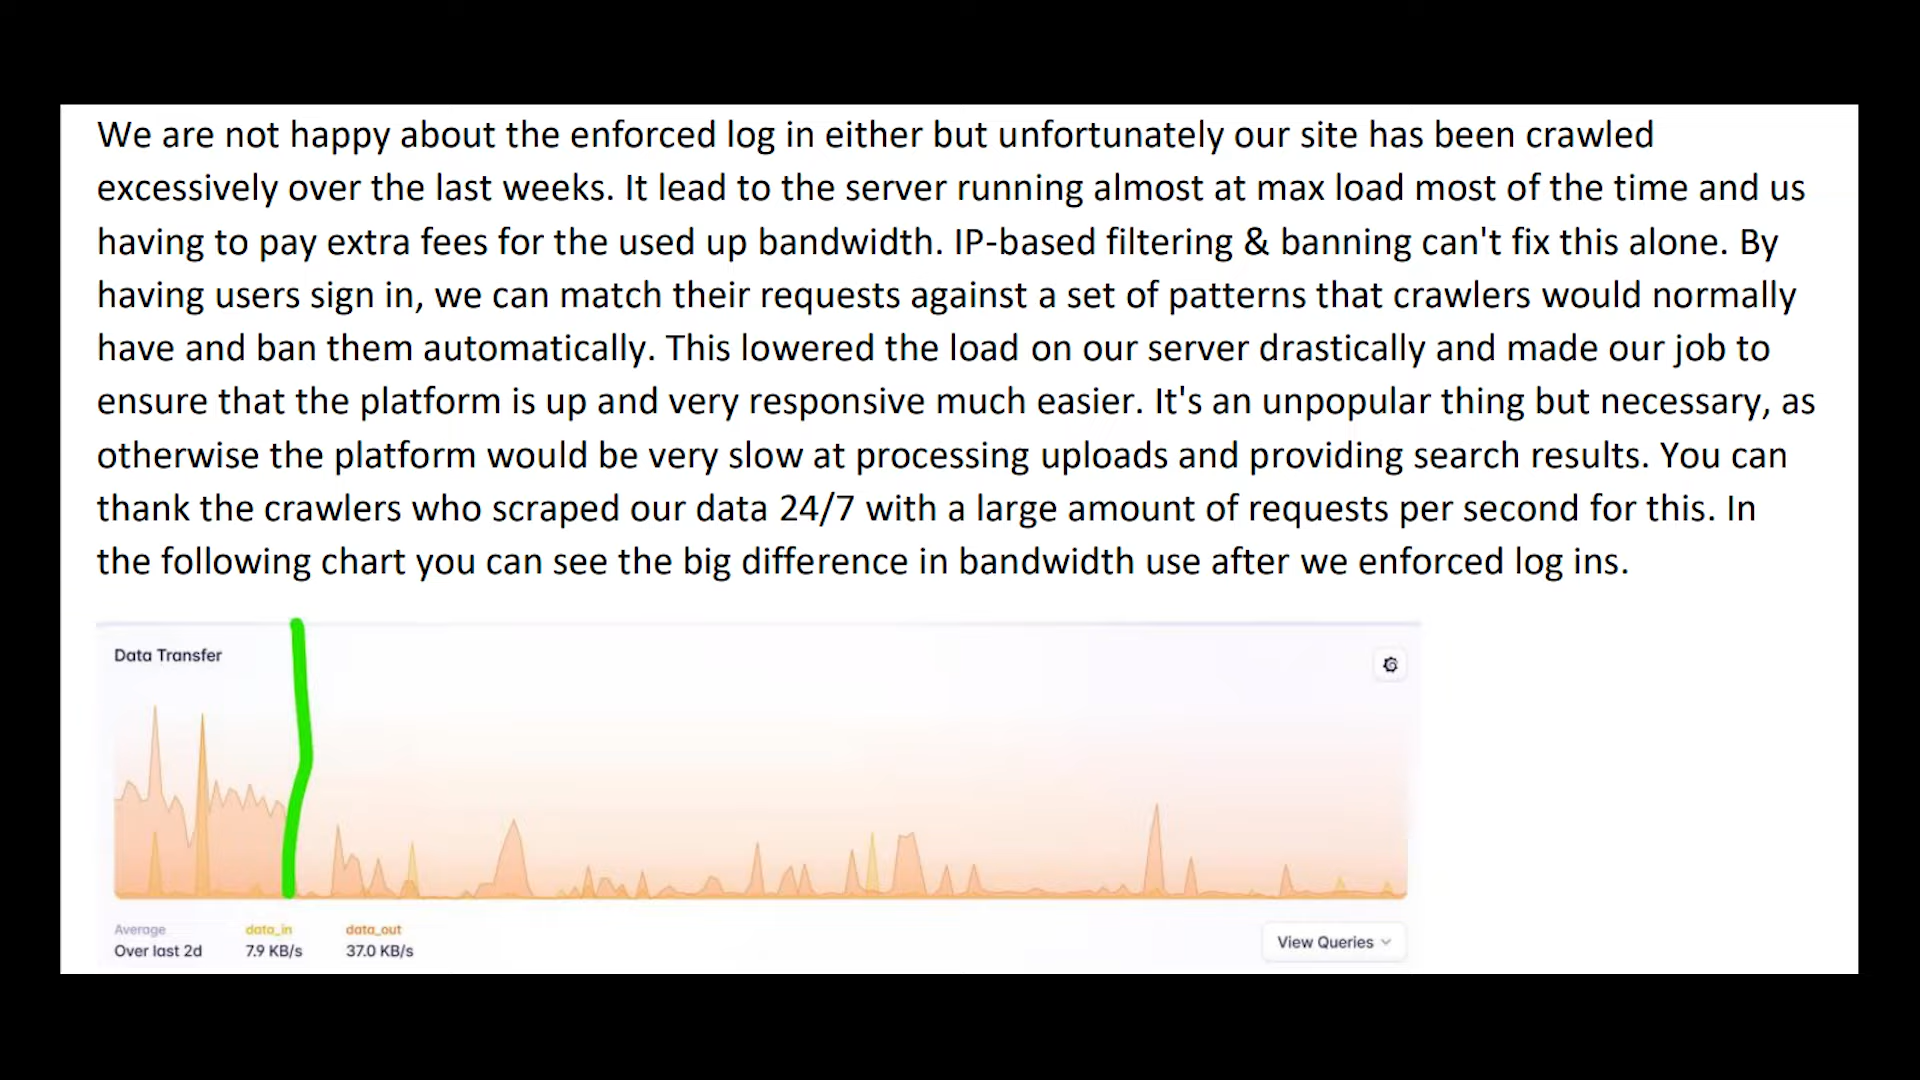 We are not happy about the enforced log in either but unfortunately our site has been crawled
excessively over the last weeks. It lead to the server running almost at max load most of the time and us
having to pay extra fees for the used up bandwidth. IP-based filtering & banning can't fix this alone. By
having users sign in, we can match their requests against a set of patterns that crawlers would normally
have and ban them automatically. This lowered the load on our server drastically and made our job to
ensure that the platform is up and very responsive much easier. It's an unpopular thing but necessary, as
otherwise the platform would be very slow at processing uploads and providing search results. You can
thank the crawlers who scraped our data 24/7 with a large amount of requests per second for this. In
the following chart you can see the big difference in bandwidth use after we enforced log ins.
Data Transfer
Average data_in data_out
Over last 2d 7.9 KB/s 37.0 KB/s
View Queries